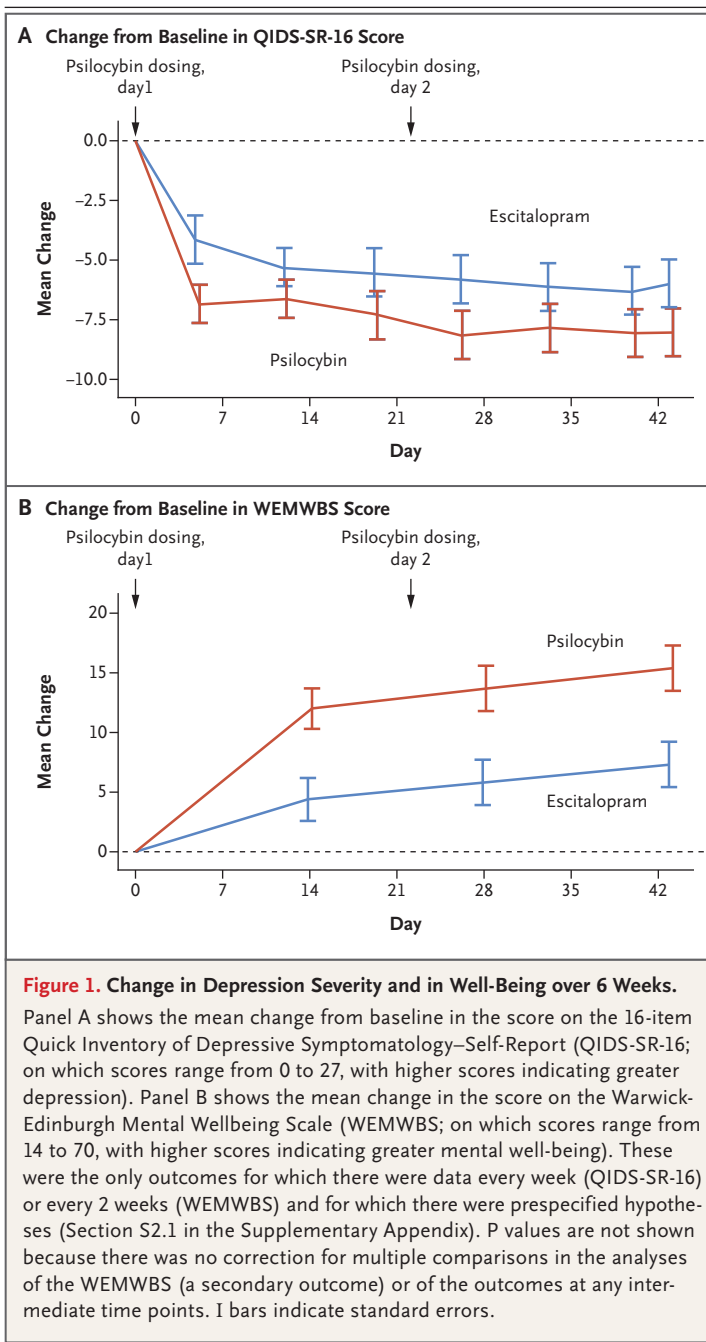 A Change from Baseline in QIDS-SR-16 Score
Psilocybin dosing,
day1
Psilocybin dosing,
day 2
0.0
−2.5
−5.0
−7.5
−10.0
Mean Change
Escitalopram
Psilocybin
0 7 14 21 28 35 42
Day
B Change from Baseline in WEMWBS Score
Psilocybin dosing,
day1
Psilocybin dosing,
day 2
20
15
10
5
0
Mean Change
Psilocybin
Escitalopram
0 7 14 21 28 35 42
Day
Figure 1. Change in Depression Severity and in Well-Being over 6 Weeks.
Panel A shows the mean change from baseline in the score on the 16-item
Quick Inventory of Depressive Symptomatology–Self-Report (QIDS-SR-16;
on which scores range from 0 to 27, with higher scores indicating greater
depression). Panel B shows the mean change in the score on the Warwick-
Edinburgh Mental Wellbeing Scale (WEMWBS; on which scores range from
14 to 70, with higher scores indicating greater mental well-being). These
were the only outcomes for which there were data every week (QIDS-SR-16)
or every 2 weeks (WEMWBS) and for which there were prespecified hypothe-
ses (Section S2.1 in the Supplementary Appendix). P values are not shown
because there was no correction for multiple comparisons in the analyses
of the WEMWBS (a secondary outcome) or of the outcomes at any inter-
mediate time points. I bars indicate standard errors.